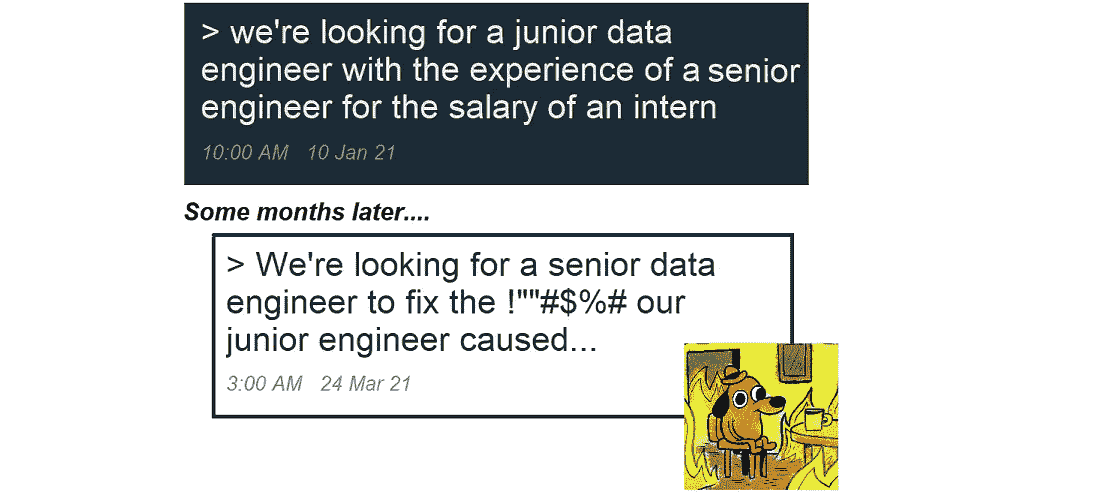 > we're looking for a junior data
engineer with the experience of a senior
engineer for the salary of an intern
10:00 AM 10 Jan 21
Some months later....
> We're looking for a senior data
engineer to fix the !""#$%# our
junior engineer caused...
3:00 AM 24 Mar 21